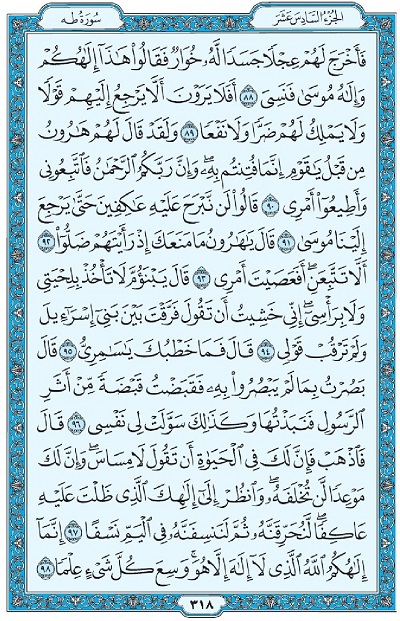 الجزء السادس عشر
سورة طه
فَأَخْرَجَ لَهُمْ عِجْلًا جَسَدًا لَّهُۥ خُوَارٌ فَقَالُوا۟ هَٰذَآ إِلَٰهُكُمْ
وَإِلَٰهُ مُوسَىٰ فَنَسِىَ ٨٨ أَفَلَا يَرَوْنَ أَلَّا يَرْجِعُ إِلَيْهِمْ قَوْلًا
وَلَا يَمْلِكُ لَهُمْ ضَرًّا وَلَا نَفْعًا ٨٩ وَلَقَدْ قَالَ لَهُمْ هَٰرُونُ
مِن قَبْلُ يَٰقَوْمِ إِنَّمَا فُتِنتُم بِهِۦ وَإِنَّ رَبَّكُمُ ٱلرَّحْمَٰنُ فَٱتَّبِعُونِى
وَأَطِيعُوٓا۟ أَمْرِى ٩٠ قَالُوا۟ لَن نَّبْرَحَ عَلَيْهِ عَٰكِفِينَ حَتَّىٰ يَرْجِعَ
إِلَيْنَا مُوسَىٰ ٩١ قَالَ يَٰهَٰرُونُ مَا مَنَعَكَ إِذْ رَأَيْتَهُمْ ضَلُّوٓا۟ ٩٢
أَلَّا تَتَّبِعَنِ أَفَعَصَيْتَ أَمْرِى ٩٣ قَالَ يَبْنَؤُمَّ لَا تَأْخُذْ بِلِحْيَتِى
وَلَا بِرَأْسِىٓ إِنِّى خَشِيتُ أَن تَقُولَ فَرَّقْتَ بَيْنَ بَنِىٓ إِسْرَٰٓءِيلَ
وَلَمْ تَرْقُبْ قَوْلِى ٩٤ قَالَ فَمَا خَطْبُكَ يَٰسَٰمِرِىُّ ٩٥ قَالَ
بَصُرْتُ بِمَا لَمْ يَبْصُرُوا۟ بِهِۦ فَقَبَضْتُ قَبْضَةً مِّنْ أَثَرِ
ٱلرَّسُولِ فَنَبَذْتُهَا وَكَذَٰلِكَ سَوَّلَتْ لِى نَفْسِى ٩٦ قَالَ
فَٱذْهَبْ فَإِنَّ لَكَ فِى ٱلْحَيَوٰةِ أَن تَقُولَ لَا مِسَاسَ وَإِنَّ لَكَ
مَوْعِدًا لَّن تُخْلَفَهُۥ وَٱنظُرْ إِلَىٰٓ إِلَٰهِكَ ٱلَّذِى ظَلْتَ عَلَيْهِ
عَاكِفًا لَّنُحَرِّقَنَّهُۥ ثُمَّ لَنَنسِفَنَّهُۥ فِى ٱلْيَمِّ نَسْفًا ٩٧ إِنَّمَآ
إِلَٰهُكُمُ ٱللَّهُ ٱلَّذِى لَآ إِلَٰهَ إِلَّا هُوَ وَسِعَ كُلَّ شَىْءٍ عِلْمًا ٩٨
٣١٨